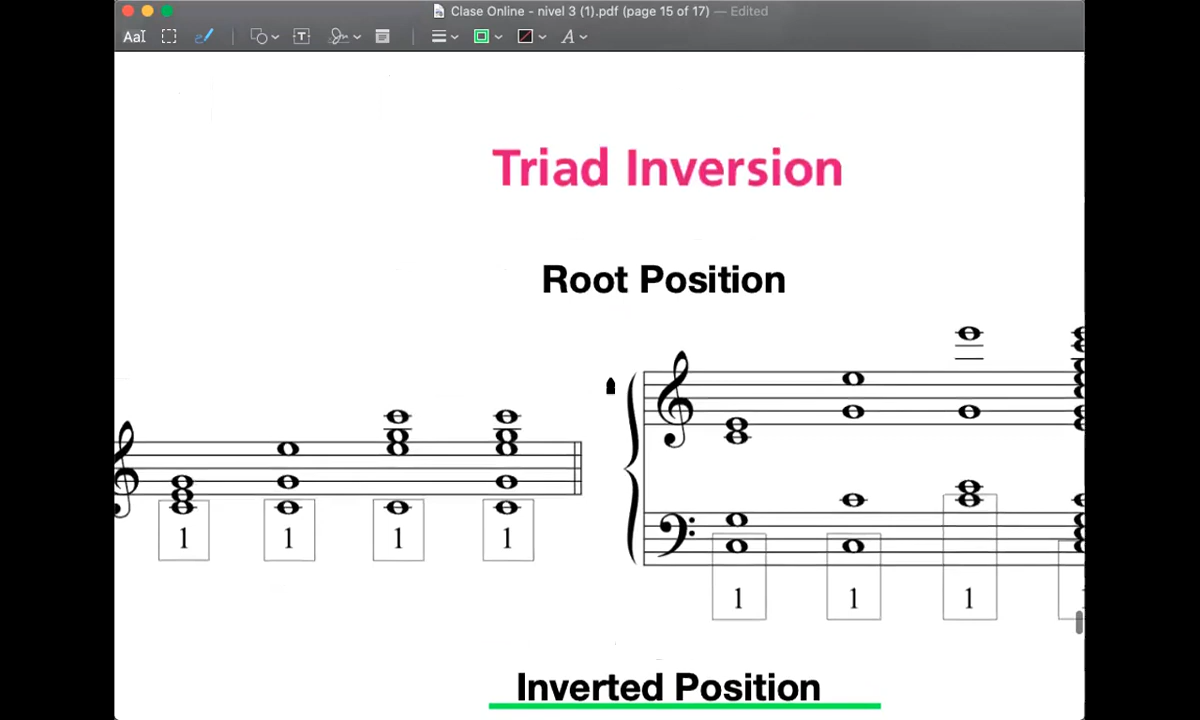 Clase Online - nivel 3 (1).pdf (page 15 of 17) — Edited
AaI T A
Triad Inversion
Root Position
1 1 1 1
1 1 1
Inverted Position